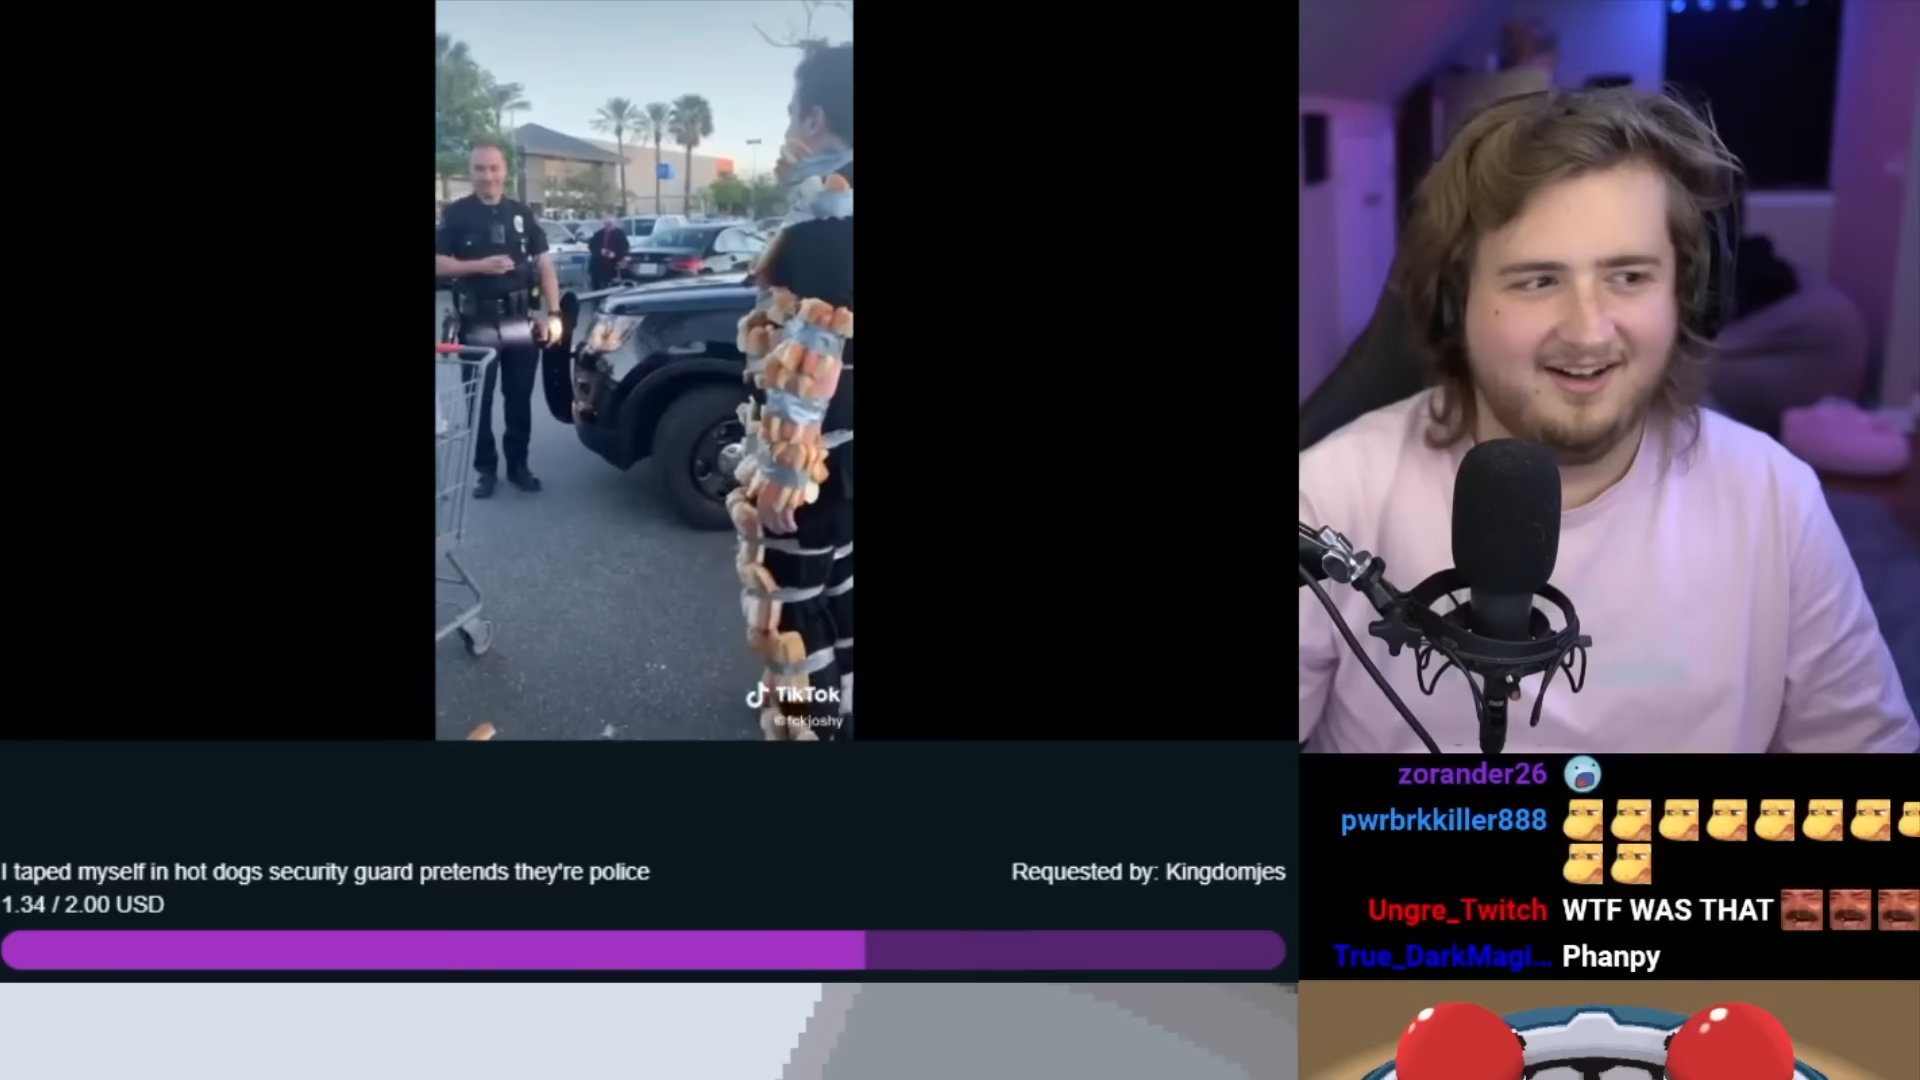 TikTok
@fckjoshy
I taped myself in hot dogs security guard pretends they're police
Requested by: Kingdomjes
1.34 / 2.00 USD
zorander26
pwrbrkkiller888
Ungre_Twitch WTF WAS THAT
True_DarkMagi... Phanpy